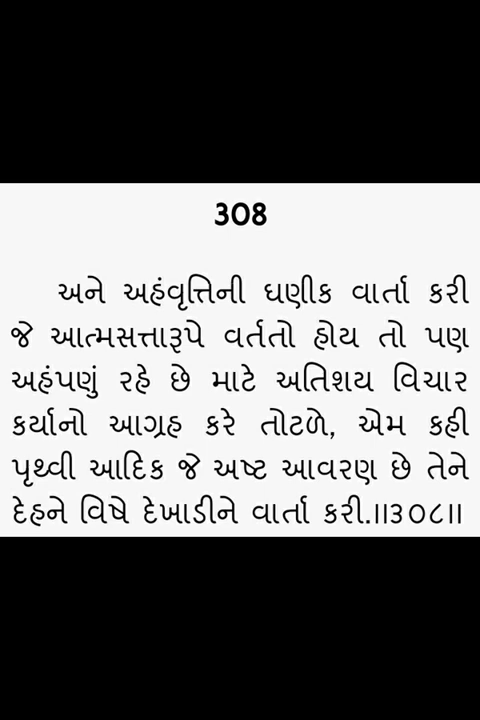 308
અને અહંવૃત્તિની ઘણીક વાર્તા કરી
જે આત્મસત્તારૂપે વર્તતો હોય તો પણ
અહંપણું રહે છે માટે અતિશય વિચાર
કર્યાનો આગ્રહ કરે તોટળે, એમ કહી
પૃથ્વી આદિક જે અષ્ટ આવરણ છે તેને
દેહને વિષે દેખાડીને વાર્તા કરી.॥૩૦૮॥